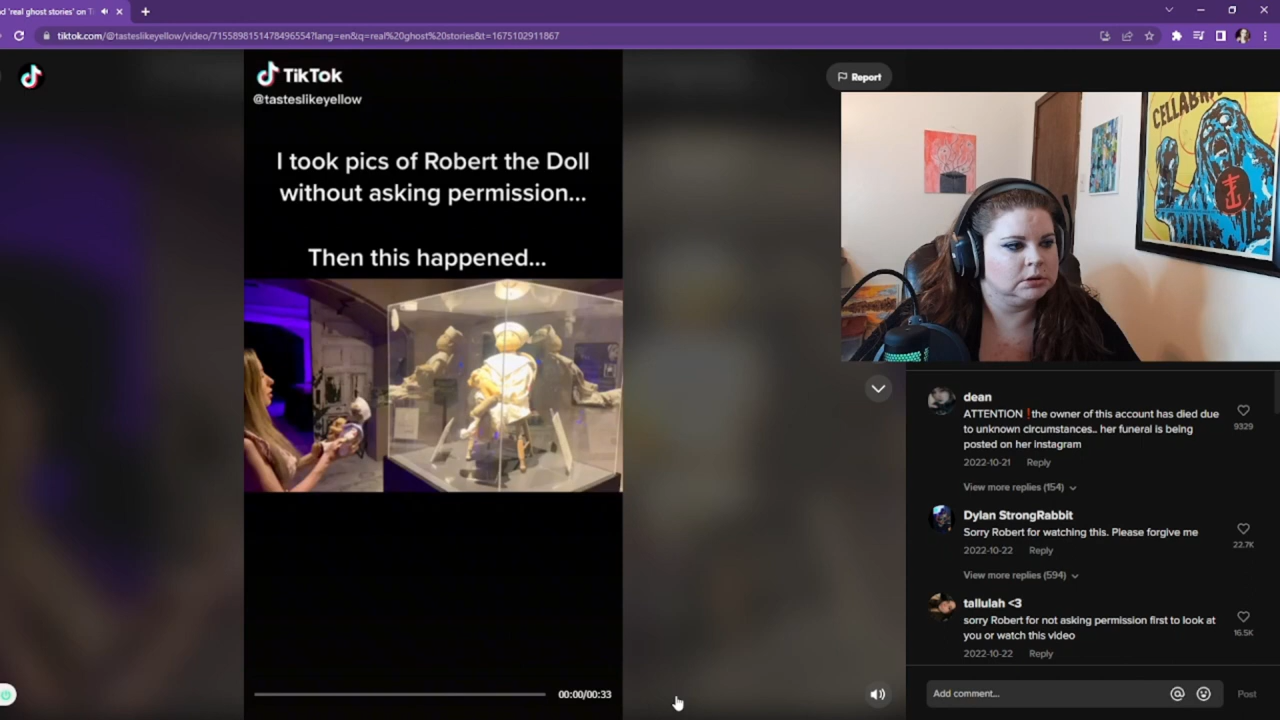 d 'real ghost stories' on Ti
tiktok.com/@tasteslikeyellow/video/7155898151478496554?lang=en&q=real%20ghost%20stories&t=1675102911867
TikTok
@tasteslikeyellow
Report
I took pics of Robert the Doll
without asking permission...
Then this happened...
CELLABRA
dean
ATTENTION❗the owner of this account has died due
to unknown circumstances.. her funeral is being
posted on her instagram
9329
2022-10-21 Reply
View more replies (154)
Dylan StrongRabbit
Sorry Robert for watching this. Please forgive me
22.7K
2022-10-22 Reply
View more replies (594)
tallulah <3
sorry Robert for not asking permission first to look at
you or watch this video
16.5K
2022-10-22 Reply
00:00/00:33
Add comment...
Post